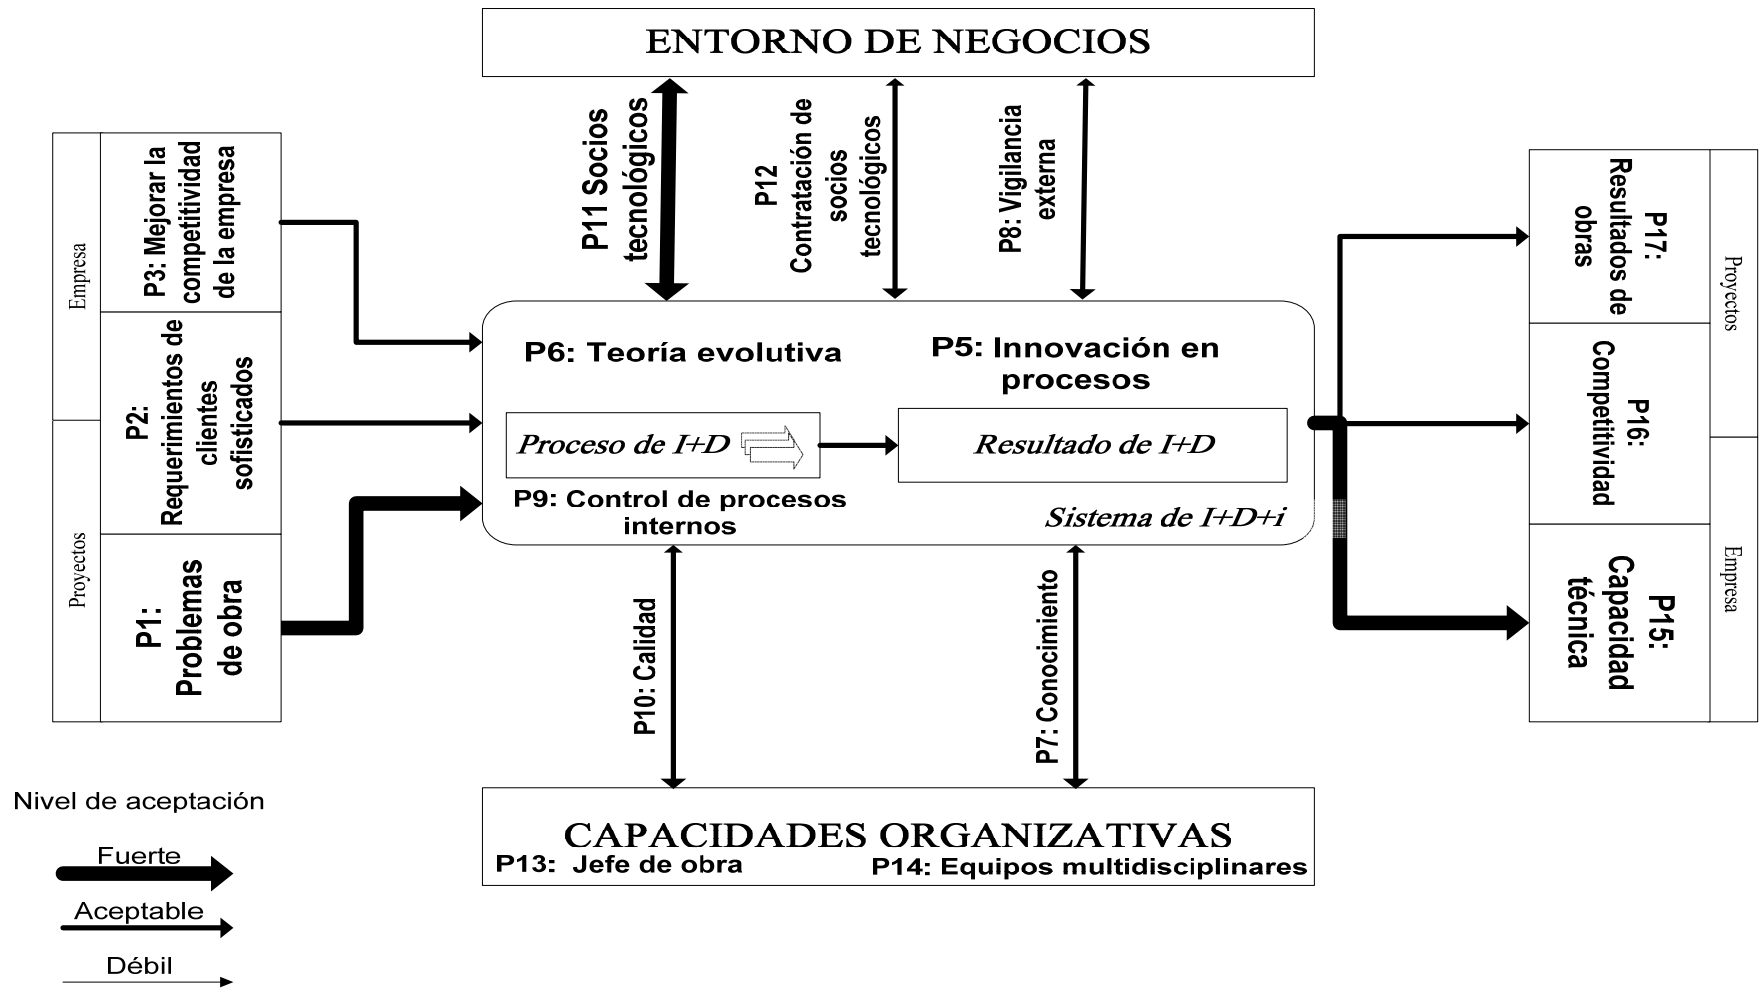 ENTORNO DE NEGOCIOS
P11 Socios
tecnológicos
P12
Contratación de
socios
tecnológicos
P8: Vigilancia
externa
Empresa
Proyectos
P3: Mejorar la
competitividad
de la empresa
P2:
Requerimientos de
clientes
sofisticados
P1:
Problemas
de obra
P6: Teoría evolutiva
P5: Innovación en
procesos
Proceso de I+D
Resultado de I+D
P9: Control de procesos
internos
Sistema de I+D+i
P17:
Resultados de
obras
P16:
Competitividad
P15:
Capacidad
técnica
Proyectos
Empresa
P10: Calidad
P7: Conocimiento
CAPACIDADES ORGANIZATIVAS
P13: Jefe de obra
P14: Equipos multidisciplinares
Nivel de aceptación
Fuerte
Aceptable
Débil